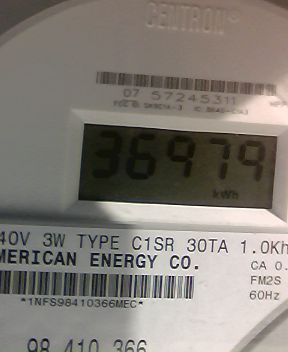 CENTRON®
07 57245311
36979
kWh
40V 3W TYPE C1SR 30TA 1.0Kh
MERICAN ENERGY CO.
CA 0.
FM2S
60Hz
*1NFS98410366MEC*
98 410 366